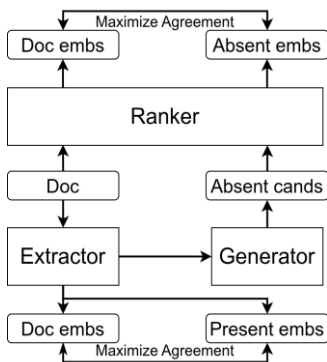 Maximize Agreement
Doc embs
Absent embs
Ranker
Doc
Absent cands
Extractor
Generator
Doc embs
Present embs
Maximize Agreement